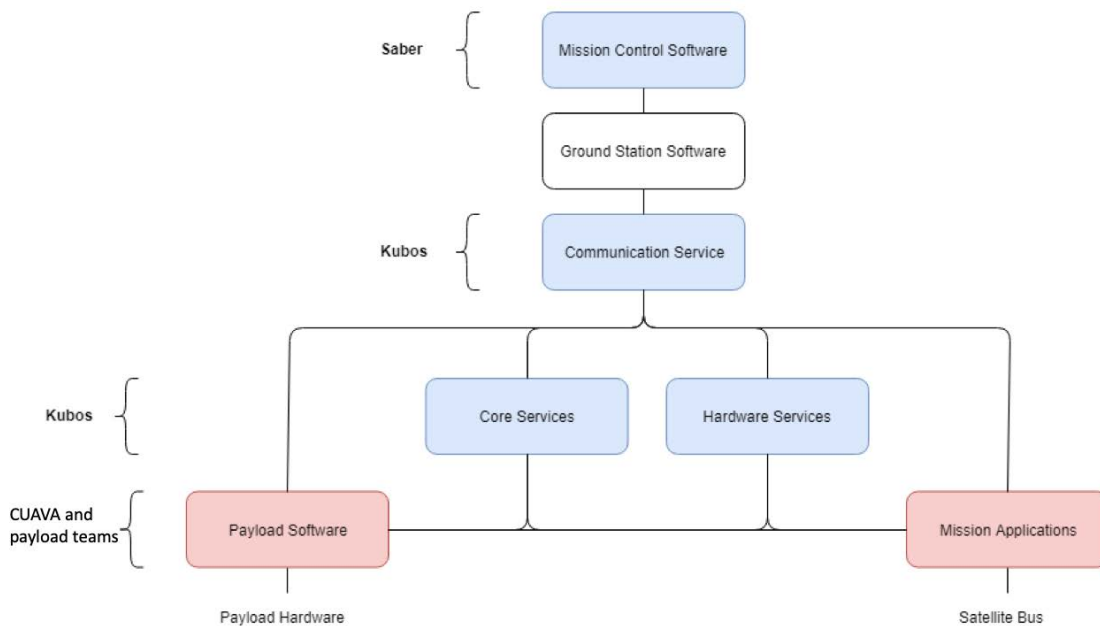 Saber
Mission Control Software
Ground Station Software
Kubos
Communication Service
Kubos
Core Services
Hardware Services
CUAVA and
payload teams
Payload Software
Mission Applications
Payload Hardware
Satellite Bus